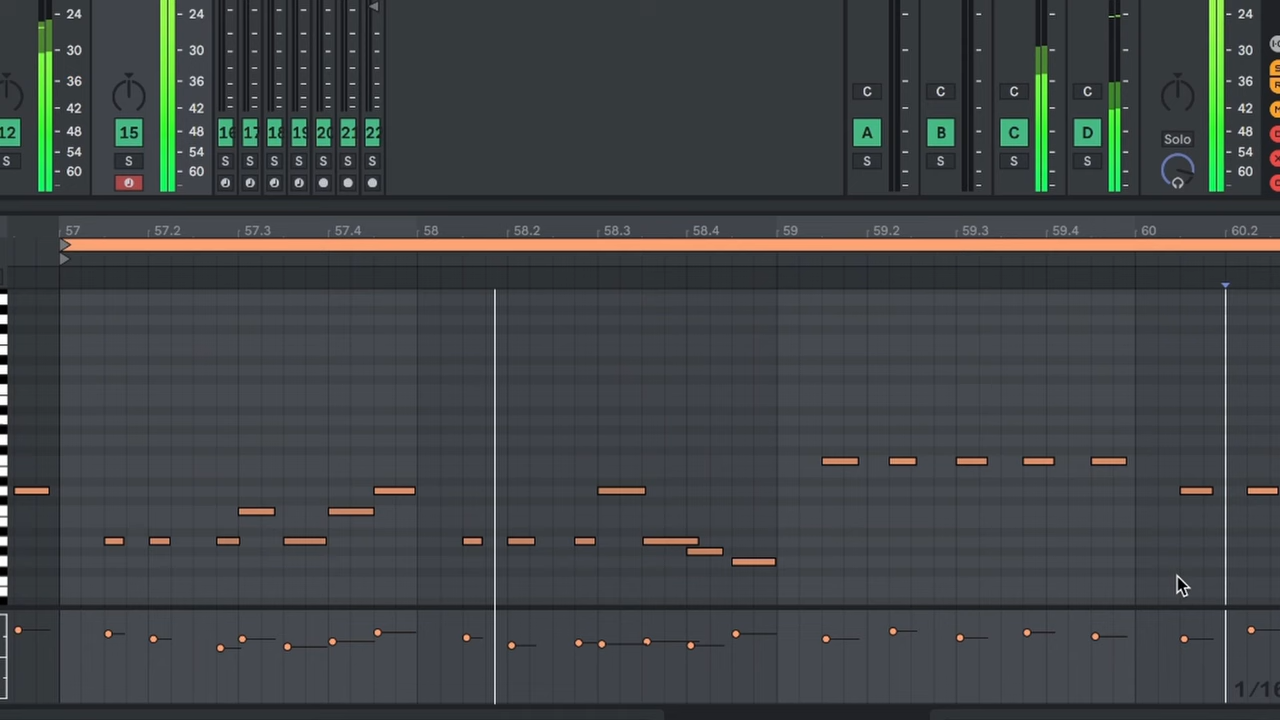 24 24 24
30 30 30
36 36 36
C C C C
42 42 42
12 48 15 48 16 17 18 19 20 21 22 A B C D 48
Solo
54 54 54
S S S S S S S S S S S S S
60 60 60
57 57.2 57.3 57.4 58 58.2 58.3 58.4 59 59.2 59.3 59.4 60 60.2